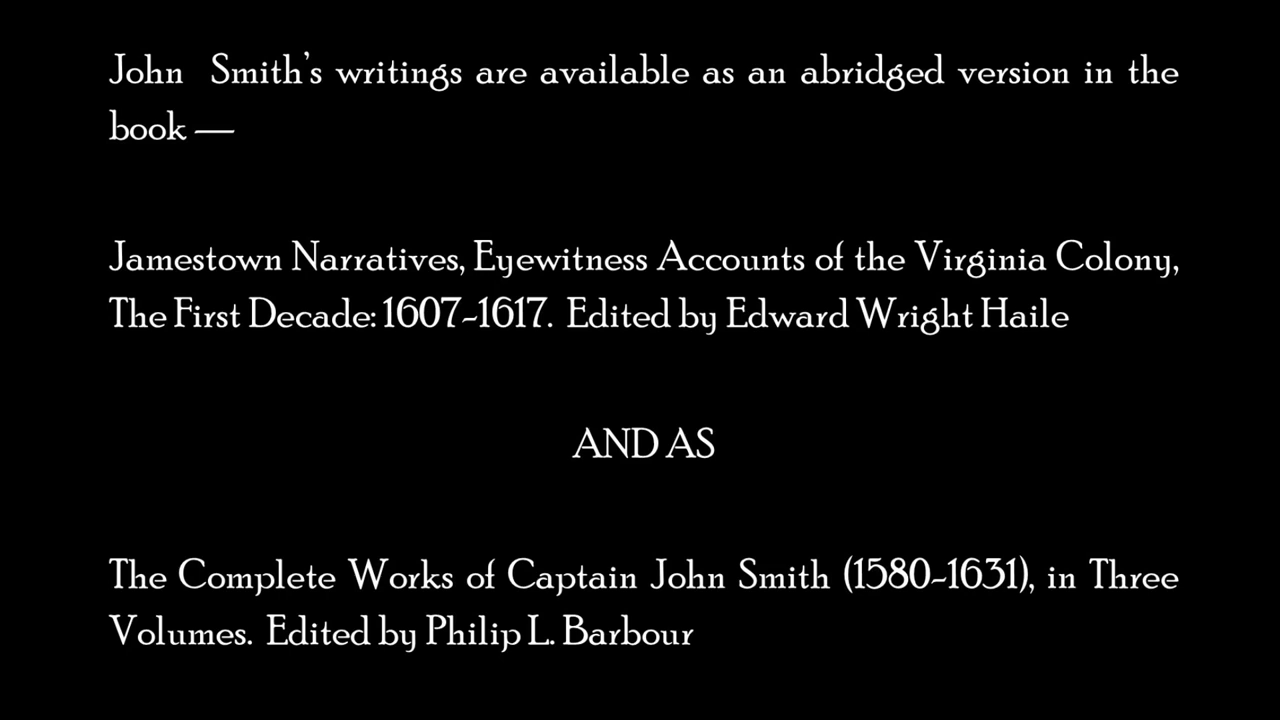 John Smith's writings are available as an abridged version in the
book —
Jamestown Narratives, Eyewitness Accounts of the Virginia Colony,
The First Decade: 1607-1617. Edited by Edward Wright Haile
AND AS
The Complete Works of Captain John Smith (1580-1631), in Three
Volumes. Edited by Philip L. Barbour